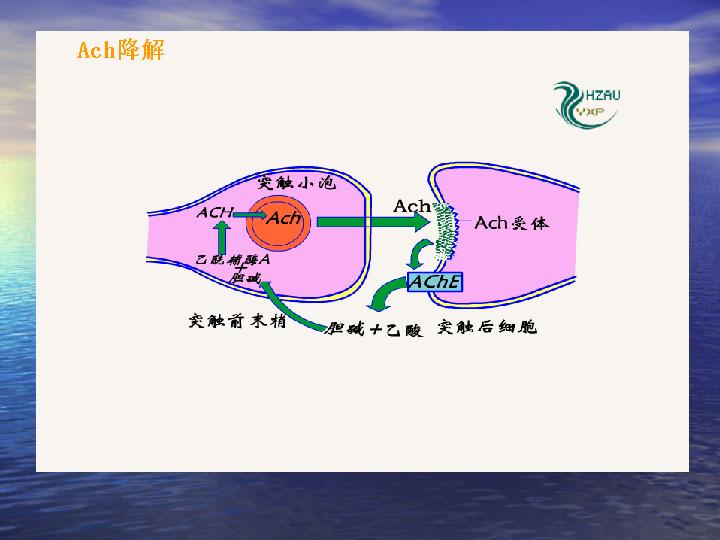 Ach降解
HZAU
YXP
突触小泡
ACH
Ach
Ach
Ach受体
乙酰辅酶A
+
胆碱
AChE
突触前末梢
胆碱+乙酸
突触后细胞